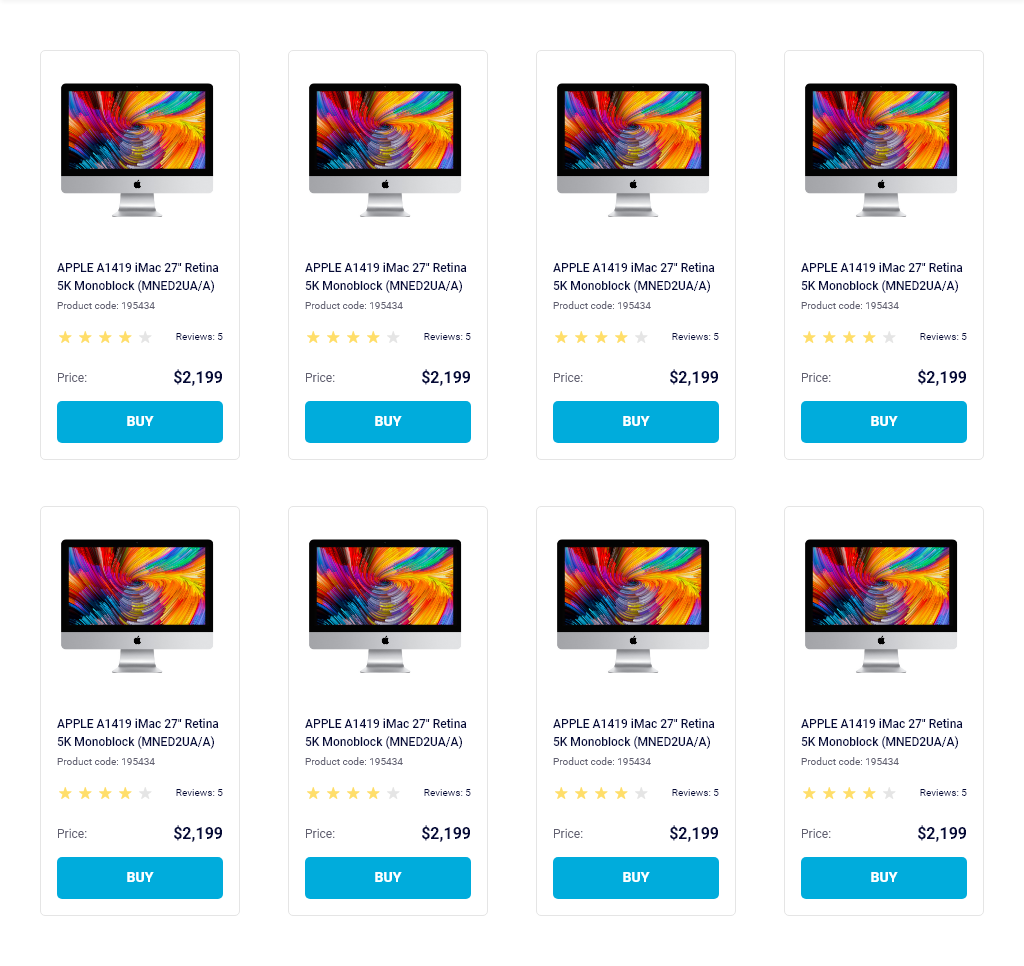 APPLE A1419 iMac 27" Retina
5K Monoblock (MNED2UA/A)
Product code: 195434
Reviews: 5
Price: $2,199
BUY
APPLE A1419 iMac 27" Retina
5K Monoblock (MNED2UA/A)
Product code: 195434
Reviews: 5
Price: $2,199
BUY
APPLE A1419 iMac 27" Retina
5K Monoblock (MNED2UA/A)
Product code: 195434
Reviews: 5
Price: $2,199
BUY
APPLE A1419 iMac 27" Retina
5K Monoblock (MNED2UA/A)
Product code: 195434
Reviews: 5
Price: $2,199
BUY
APPLE A1419 iMac 27" Retina
5K Monoblock (MNED2UA/A)
Product code: 195434
Reviews: 5
Price: $2,199
BUY
APPLE A1419 iMac 27" Retina
5K Monoblock (MNED2UA/A)
Product code: 195434
Reviews: 5
Price: $2,199
BUY
APPLE A1419 iMac 27" Retina
5K Monoblock (MNED2UA/A)
Product code: 195434
Reviews: 5
Price: $2,199
BUY
APPLE A1419 iMac 27" Retina
5K Monoblock (MNED2UA/A)
Product code: 195434
Reviews: 5
Price: $2,199
BUY